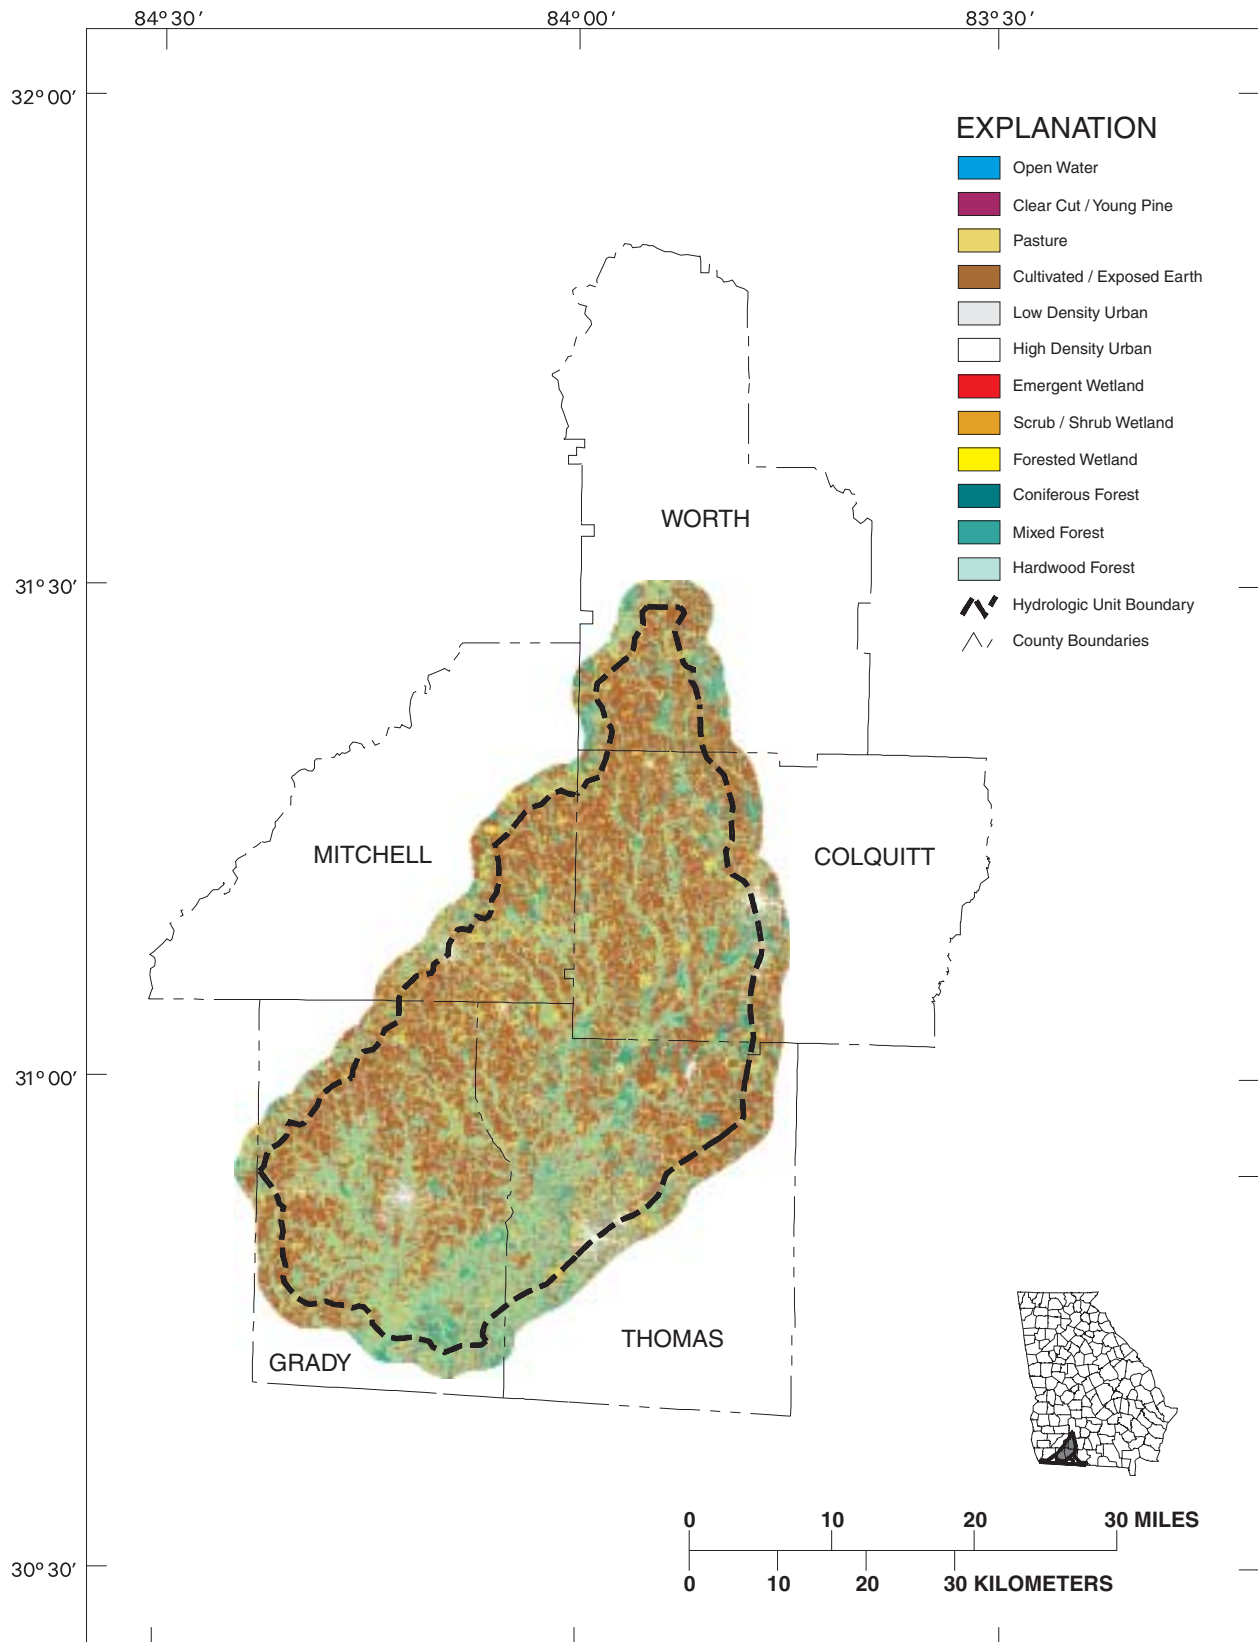 84° 30 ′ 84° 00 ′ 83° 30 ′
32° 00′
EXPLANATION
Open Water
Clear Cut / Young Pine
Pasture
Cultivated / Exposed Earth
Low Density Urban
High Density Urban
Emergent Wetland
Scrub / Shrub Wetland
Forested Wetland
Coniferous Forest
Mixed Forest
Hardwood Forest
Hydrologic Unit Boundary
County Boundaries
WORTH
31° 30′
MITCHELL
COLQUITT
31° 00′
THOMAS
GRADY
0 10 20 30 MILES
30° 30′
0 10 20 30 KILOMETERS